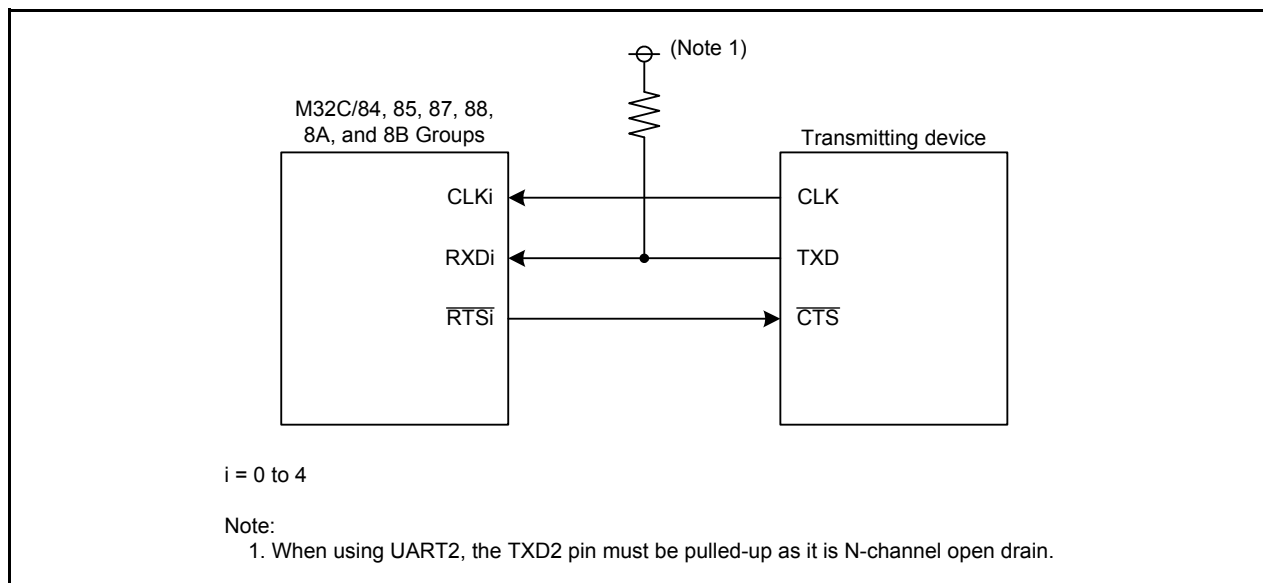 (Note 1)
M32C/84, 85, 87, 88,
8A, and 8B Groups
Transmitting device
CLKi
CLK
RXDi
TXD
RTSi
CTS
i = 0 to 4
Note:
1. When using UART2, the TXD2 pin must be pulled-up as it is N-channel open drain.